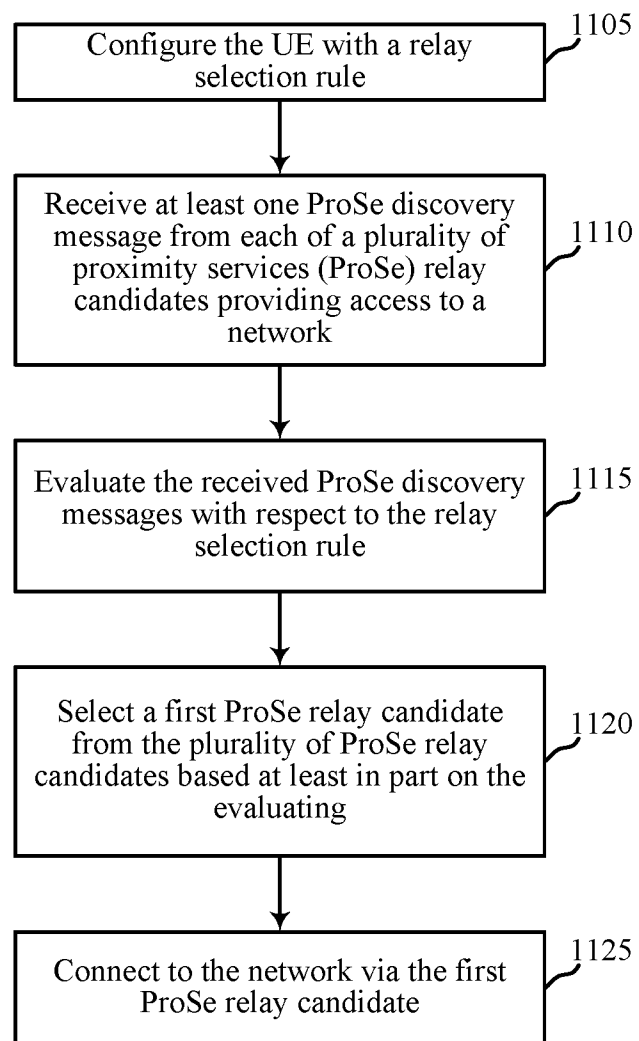 1105
Configure the UE with a relay
selection rule
1110
Receive at least one ProSe discovery
message from each of a plurality of
proximity services (ProSe) relay
candidates providing access to a
network
1115
Evaluate the received ProSe discovery
messages with respect to the relay
selection rule
1120
Select a first ProSe relay candidate
from the plurality of ProSe relay
candidates based at least in part on the
evaluating
1125
Connect to the network via the first
ProSe relay candidate